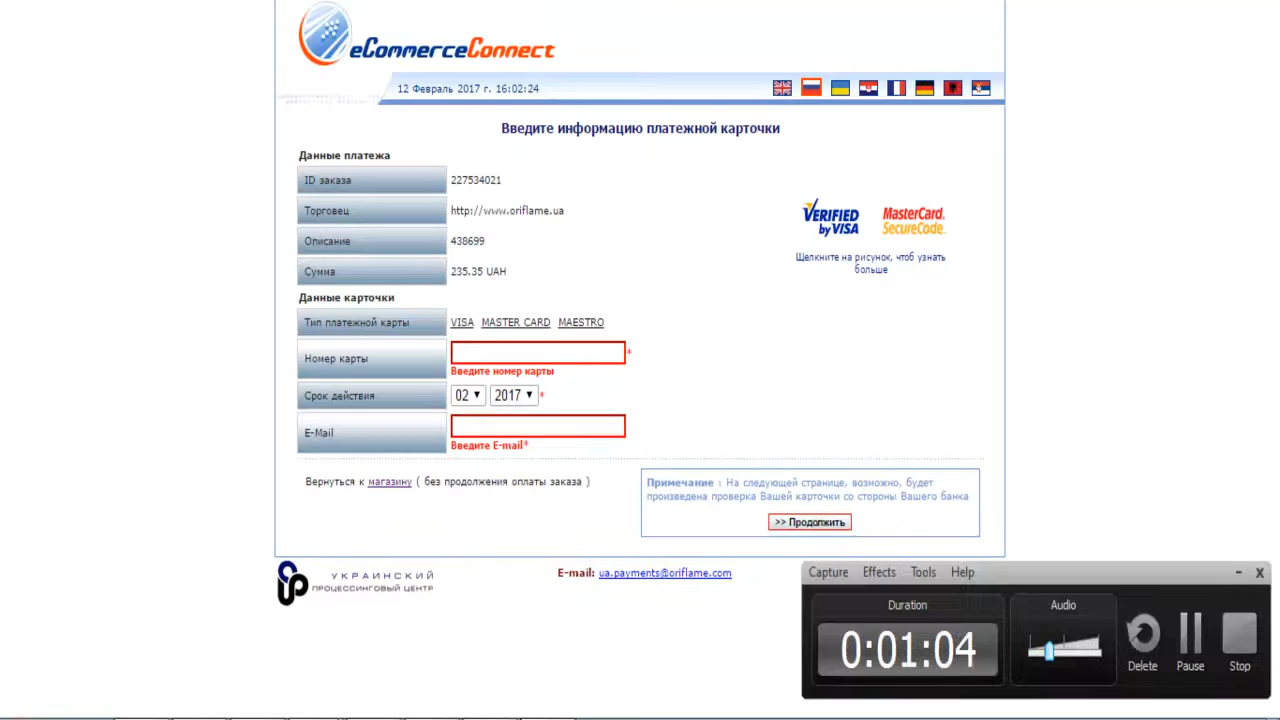 eCommerceConnect
12 Февраль 2017 г. 16:02:24
Введите информацию платежной карточки
Данные платежа
ID заказа 227534021
Торговец http://www.oriflame.ua
Описание 438699
Сумма 235.35 UAH
VERIFIED by VISA
MasterCard. SecureCode.
Щелкните на рисунок, чтоб узнать
больше
Данные карточки
Тип платежной карты VISA MASTER CARD MAESTRO
Номер карты *
Введите номер карты
Срок действия 02 2017 *
E-Mail
Введите E-mail*
Вернуться к магазину ( без продолжения оплаты заказа )
Примечание : На следующей странице, возможно, будет
произведена проверка Вашей карточки со стороны Вашего банка
>> Продолжить
УКРАИНСКИЙ
ПРОЦЕССИНГОВЫЙ ЦЕНТР
E-mail: ua.payments@oriflame.com
Capture Effects Tools Help
Duration
0:01:04
Audio
Delete Pause Stop